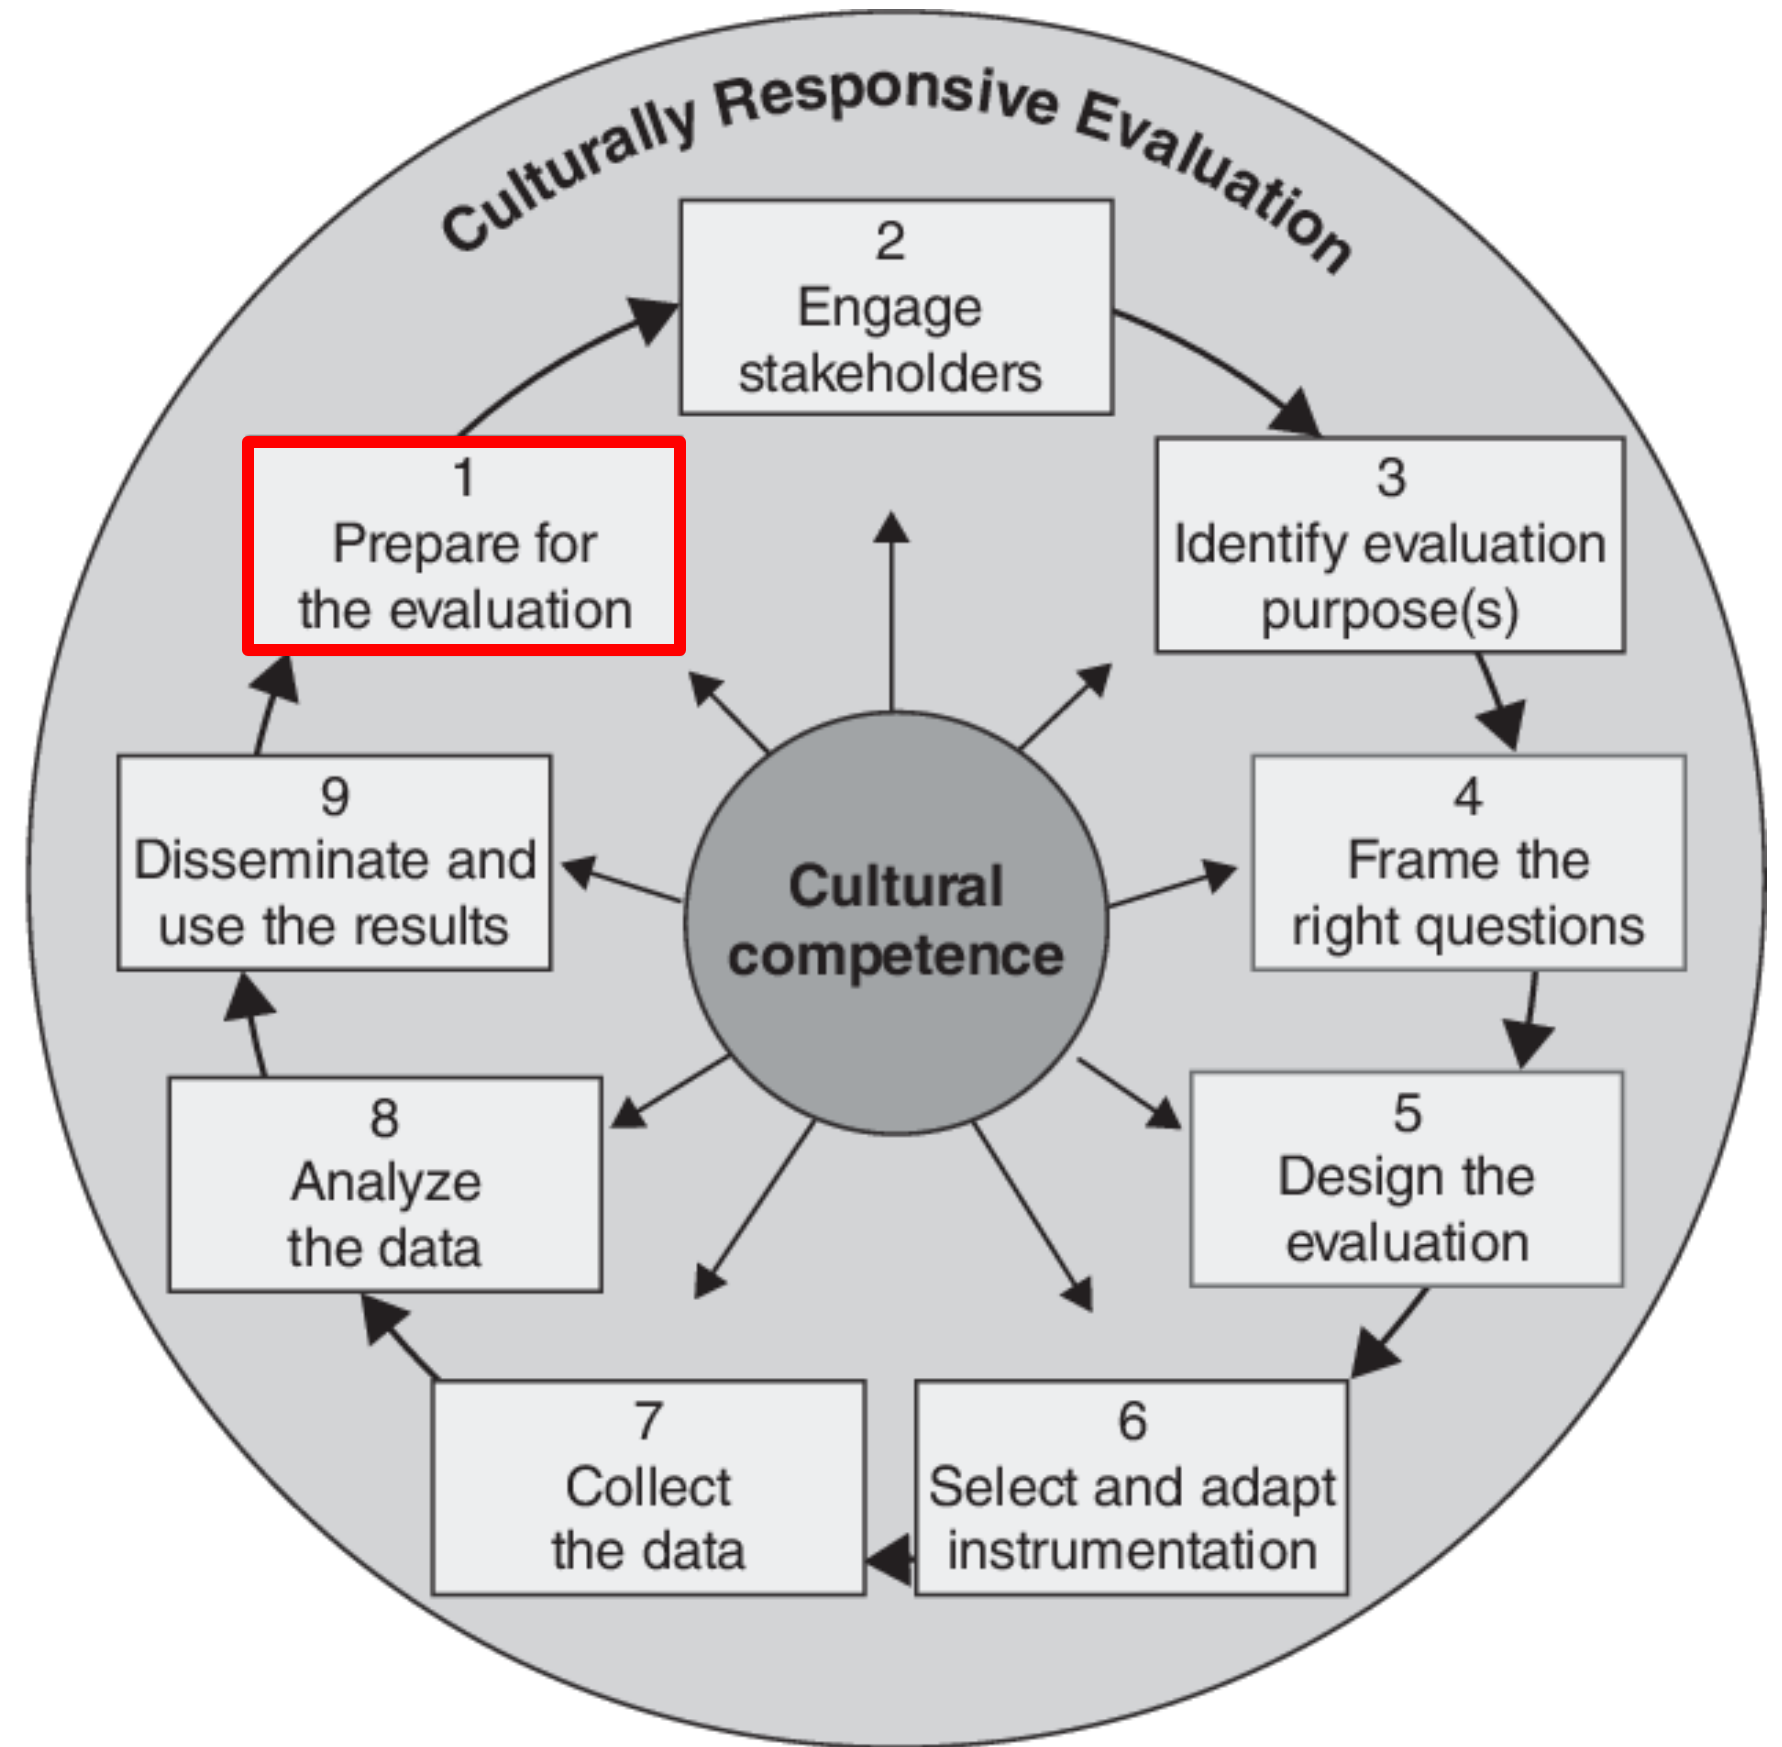 Culturally Responsive Evaluation
1
Prepare for
the evaluation
2
Engage
stakeholders
3
Identify evaluation
purpose(s)
4
Frame the
right questions
5
Design the
evaluation
6
Select and adapt
instrumentation
7
Collect
the data
8
Analyze
the data
9
Disseminate and
use the results
Cultural
competence